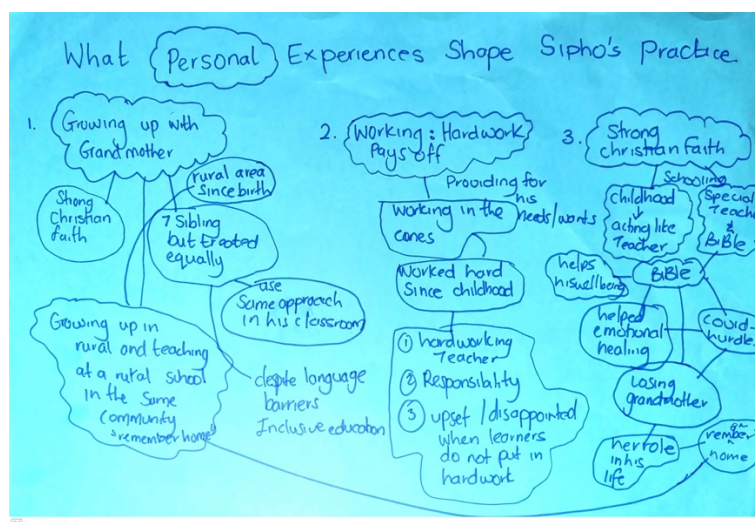 What Personal Experiences Shape Sipho's Practice
1. Growing up with
Grandmother
Strong
Christian
faith
rural area
since birth
7 Sibling
but treated
equally
use
Same approach
in his classroom
Growing up in
rural and teaching
at a rural school
in the same
community
"remember home"
despite language
barriers
Inclusive education
2. Working: Hardwork
Pays off
Providing for
his
needs/wants
working in the
canes
Worked hard
Since childhood
① hardworking
Teacher
② Responsibility
③ upset / disappointed
when learners
do not put in
hardwork
3. Strong
christian faith
Schooling
childhood
acting like
Teacher
Special
Teacher
&
BiBle
BiBle
helps
his wellbeing
helped
emotional
healing
Covid-
hurdle
Losing
grandmother
her role
in his
life
home